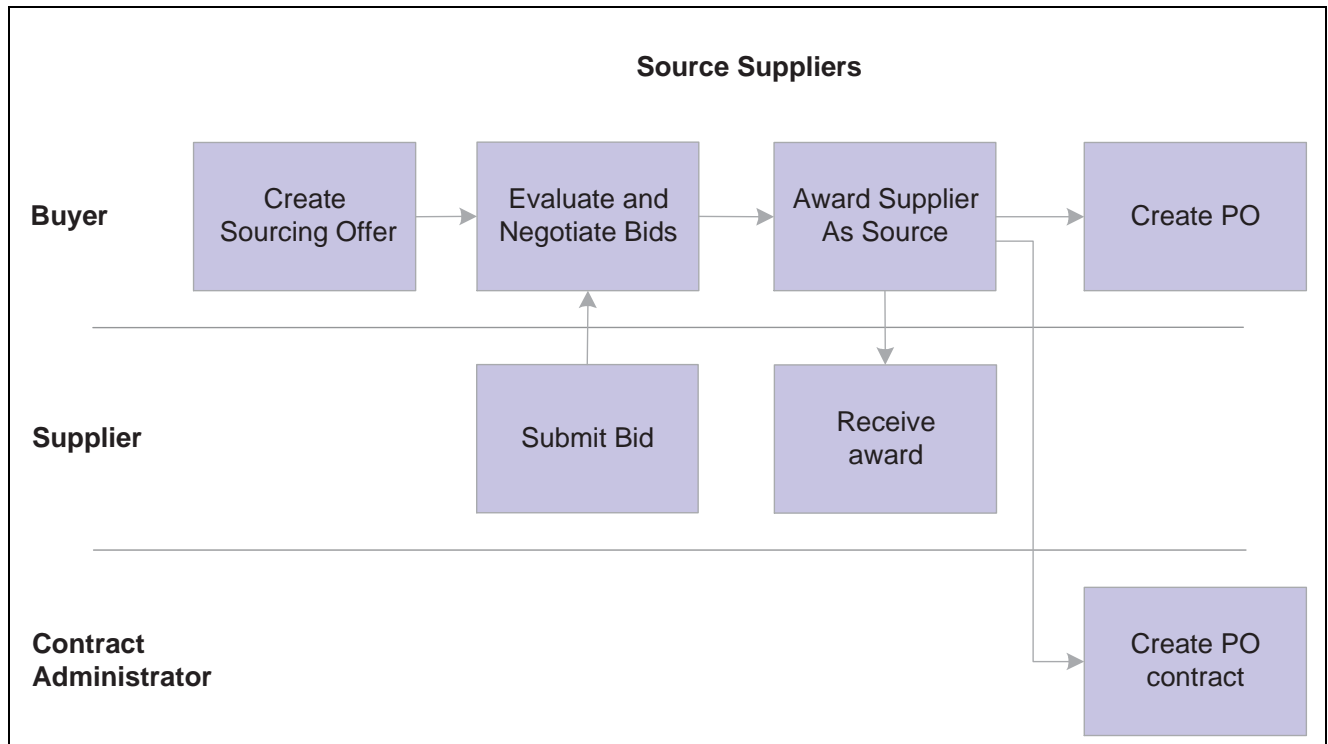 Source Suppliers
Buyer
Create
Sourcing Offer
Evaluate and
Negotiate Bids
Award Supplier
As Source
Create PO
Supplier
Submit Bid
Receive
award
Contract
Administrator
Create PO
contract